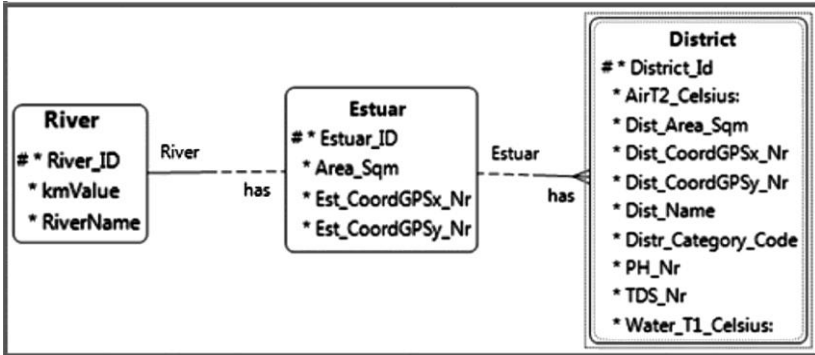 River
# * River_ID
* kmValue
* RiverName
River
has
Estuar
# * Estuar_ID
* Area_Sqm
* Est_CoordGPSx_Nr
* Est_CoordGPSy_Nr
Estuar
has
District
# * District_Id
* AirT2_Celsius:
* Dist_Area_Sqm
* Dist_CoordGPSx_Nr
* Dist_CoordGPSy_Nr
* Dist_Name
* Distr_Category_Code
* PH_Nr
* TDS_Nr
* Water_T1_Celsius: